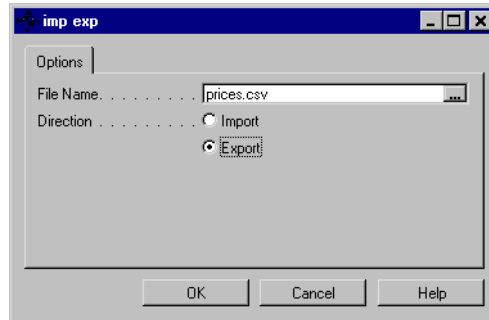 imp exp
Options
File Name. . . . . . . . . . prices.csv ...
Direction . . . . . . . . . . Import
Export
OK Cancel Help